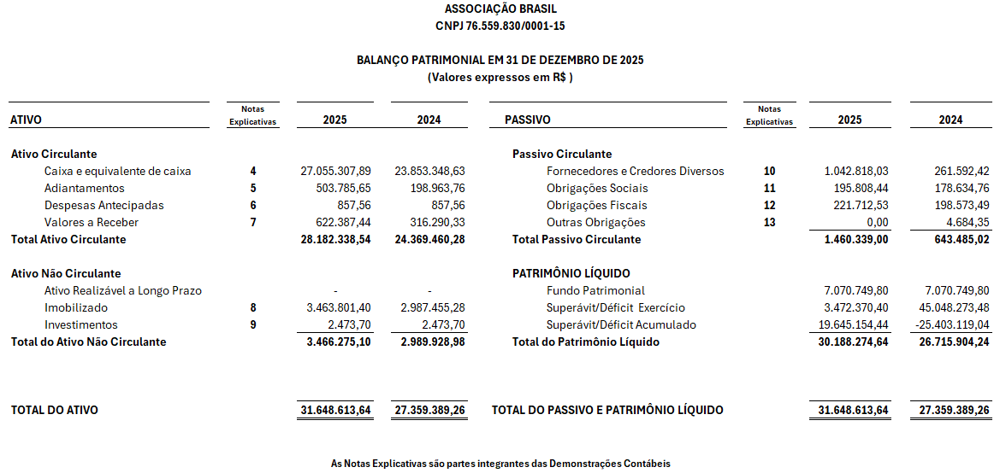 ASSOCIAÇÃO BRASIL
CNPJ 76.559.830/0001-15
BALANÇO PATRIMONIAL EM 31 DE DEZEMBRO DE 2025
(Valores expressos em R$ )
ATIVO Notas Explicativas 2025 2024 PASSIVO Notas Explicativas 2025 2024
Ativo Circulante Passivo Circulante
Caixa e equivalente de caixa 4 27.055.307,89 23.853.348,63 Fornecedores e Credores Diversos 10 1.042.818,03 261.592,42
Adiantamentos 5 503.785,65 198.963,76 Obrigações Sociais 11 195.808,44 178.634,76
Despesas Antecipadas 6 857,56 857,56 Obrigações Fiscais 12 221.712,53 198.573,49
Valores a Receber 7 622.387,44 316.290,33 Outras Obrigações 13 0,00 4.684,35
Total Ativo Circulante 28.182.338,54 24.369.460,28 Total Passivo Circulante 1.460.339,00 643.485,02
Ativo Não Circulante PATRIMÔNIO LÍQUIDO
Ativo Realizável a Longo Prazo - - Fundo Patrimonial 7.070.749,80 7.070.749,80
Imobilizado 8 3.463.801,40 2.987.455,28 Superávit/Déficit Exercício 3.472.370,40 45.048.273,48
Investimentos 9 2.473,70 2.473,70 Superávit/Déficit Acumulado 19.645.154,44 -25.403.119,04
Total do Ativo Não Circulante 3.466.275,10 2.989.928,98 Total do Patrimônio Líquido 30.188.274,64 26.715.904,24
TOTAL DO ATIVO 31.648.613,64 27.359.389,26 TOTAL DO PASSIVO E PATRIMÔNIO LÍQUIDO 31.648.613,64 27.359.389,26
As Notas Explicativas são partes integrantes das Demonstrações Contábeis